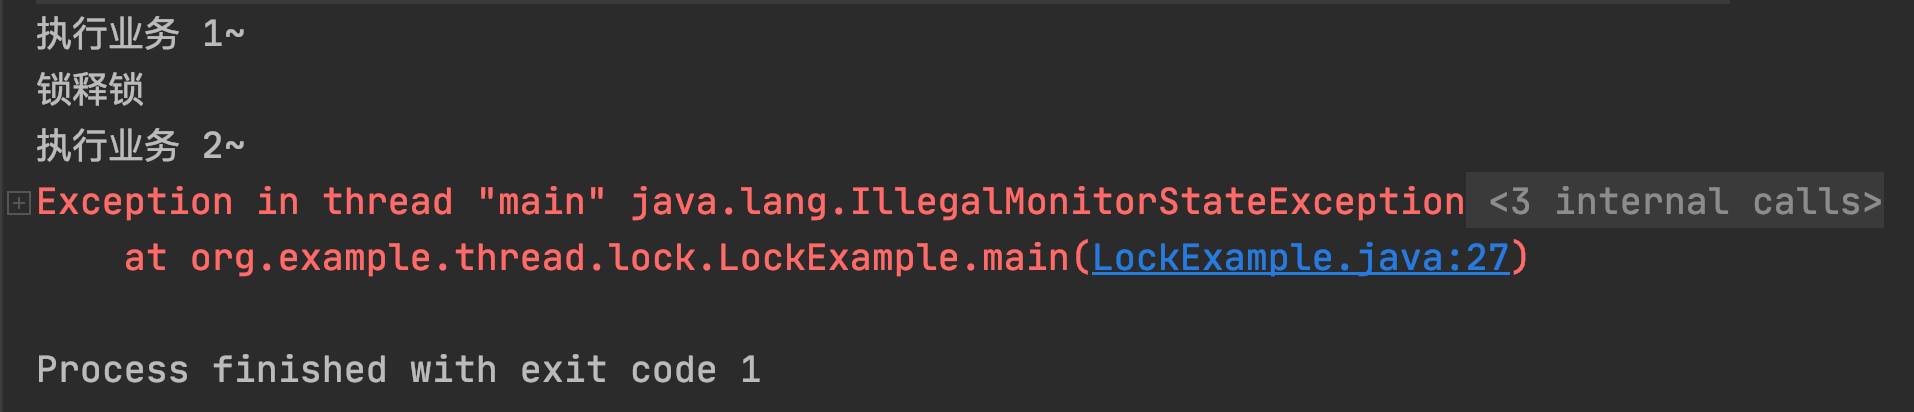 执行业务 1~
锁释锁
执行业务 2~
Exception in thread "main" java.lang.IllegalMonitorStateException <3 internal calls>
    at org.example.thread.lock.LockExample.main(LockExample.java:27)
Process finished with exit code 1